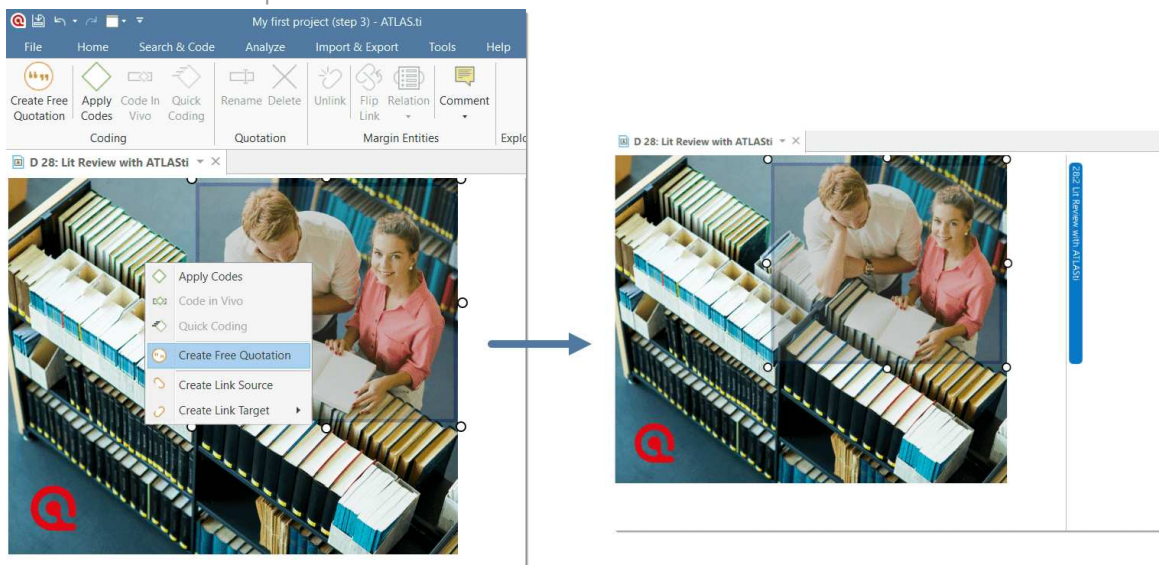 My first project (step 3) - ATLAS.ti
File Home Search & Code Analyze Import & Export Tools Help
Create Free Quotation
Apply Codes
Code In Vivo
Quick Coding
Rename Delete
Unlink
Flip Link
Relation
Comment
Coding Quotation Margin Entities Explo
D 28: Lit Review with ATLASti
Apply Codes
Code in Vivo
Quick Coding
Create Free Quotation
Create Link Source
Create Link Target
D 28: Lit Review with ATLASti
28:2 Lit Review with ATLASti